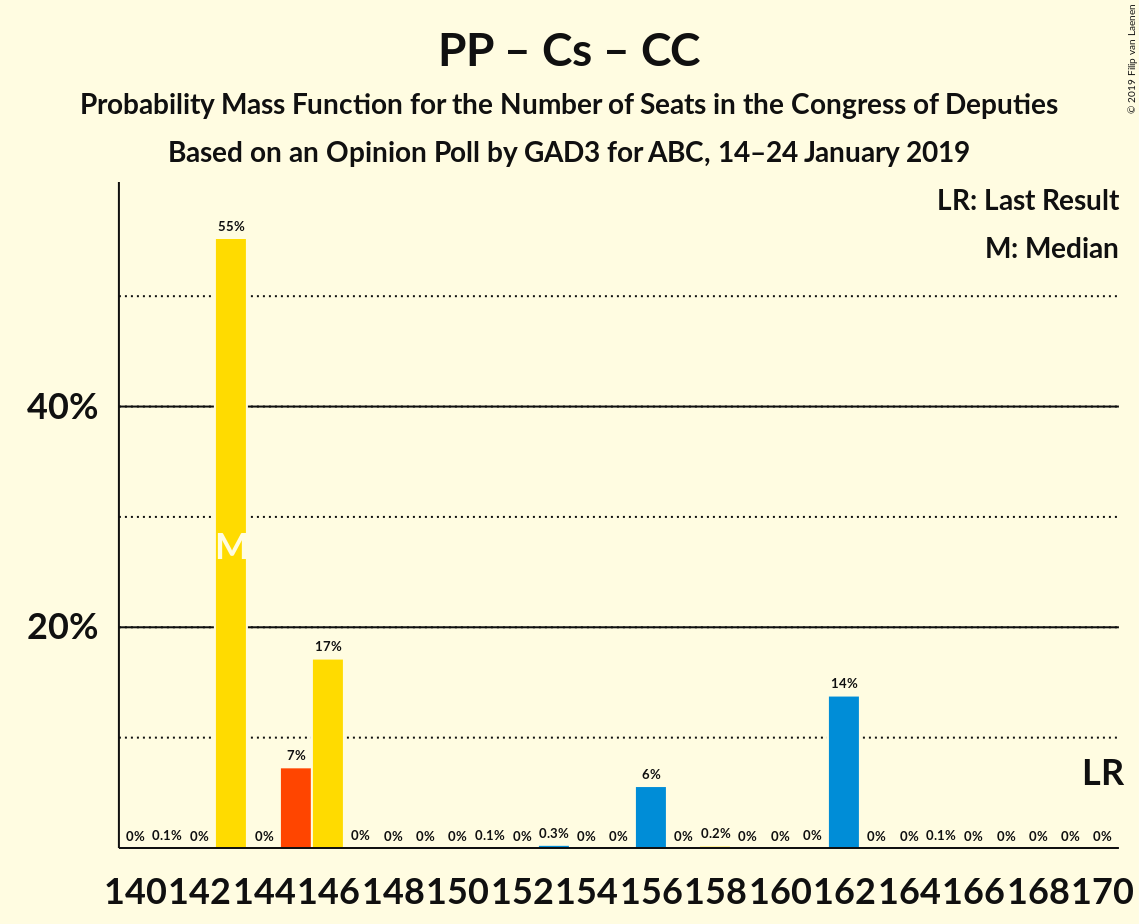 PP – Cs – CC
Probability Mass Function for the Number of Seats in the Congress of Deputies
Based on an Opinion Poll by GAD3 for ABC, 14–24 January 2019
© 2019 Filip van Laenen
LR: Last Result
M: Median
55%
40%
M
20%
17%
14%
7%
6%
LR
0% 0.1% 0% 0% 0% 0% 0% 0% 0.1% 0% 0.3% 0% 0% 0% 0.2% 0% 0% 0% 0% 0% 0.1% 0% 0% 0% 0% 0%
140 142 144 146 148 150 152 154 156 158 160 162 164 166 168 170